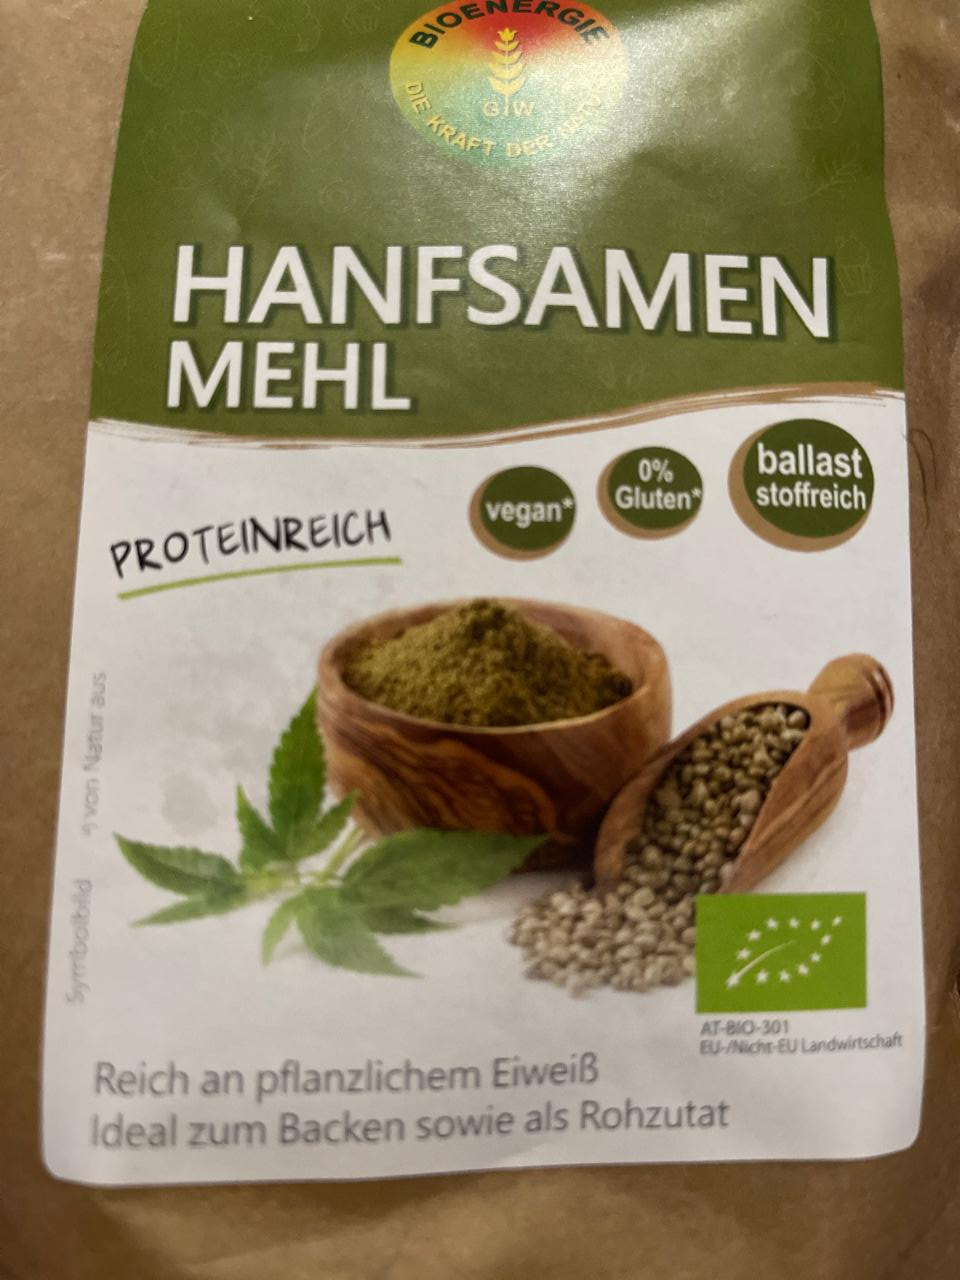 BIOENERGIE
G W
DIE KRAFT DER NATUR
HANFSAMEN
MEHL
PROTEINREICH
vegan*
0%
Gluten*
ballast
stoffreich
Symbolbild *) von Natur aus
AT-BIO-301
EU-/Nicht-EU Landwirtschaft
Reich an pflanzlichem Eiweiß
Ideal zum Backen sowie als Rohzutat